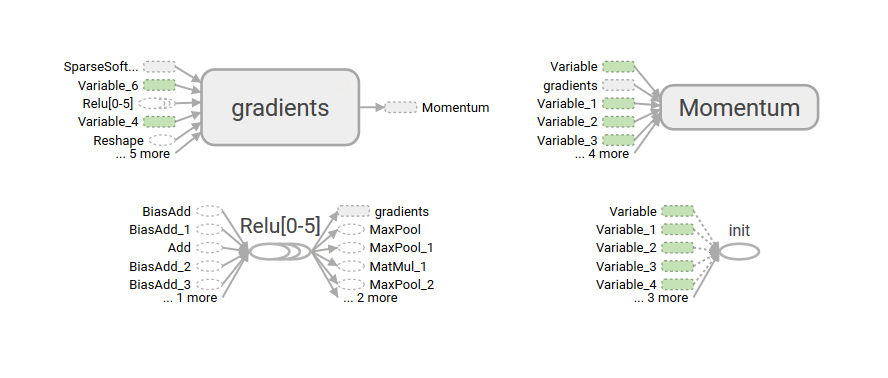 SparseSoft...
Variable_6
Relu[0-5]
Variable_4
Reshape
... 5 more
gradients
Momentum
Variable
gradients
Variable_1
Variable_2
Variable_3
... 4 more
Momentum
BiasAdd
BiasAdd_1
Add
BiasAdd_2
BiasAdd_3
... 1 more
Relu[0-5]
gradients
MaxPool
MaxPool_1
MatMul_1
MaxPool_2
... 2 more
Variable
Variable_1
Variable_2
Variable_3
Variable_4
... 3 more
init